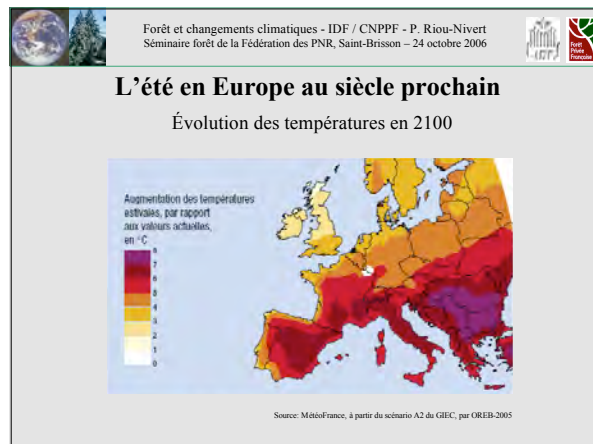 Forêt et changements climatiques - IDF / CNPPF - P. Riou-Nivert
Séminaire forêt de la Fédération des PNR, Saint-Brisson – 24 octobre 2006
Forêt
Privée
Française
L'été en Europe au siècle prochain
Évolution des températures en 2100
Augmentation des températures
estivales, par rapport
aux valeurs actuelles,
en °C
8
7
6
5
4
3
2
1
0
Source: MétéoFrance, à partir du scénario A2 du GIEC, par OREB-2005